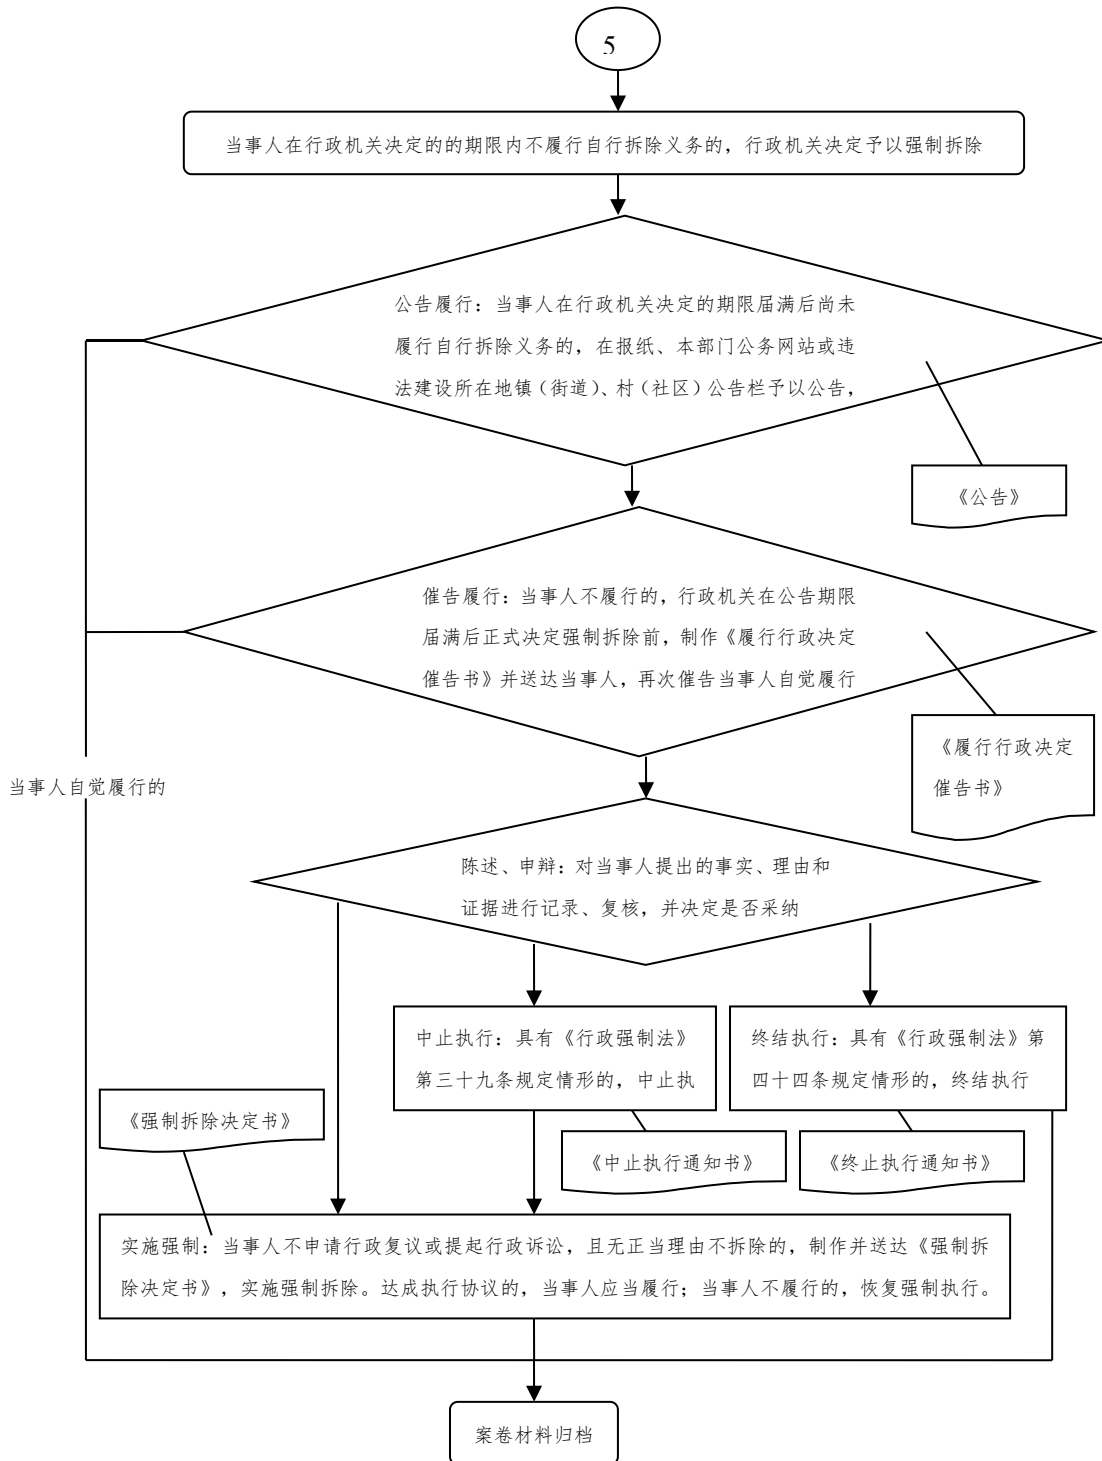 5
当事人在行政机关决定的的期限内不履行自行拆除义务的，行政机关决定予以强制拆除
公告履行：当事人在行政机关决定的期限届满后尚未
履行自行拆除义务的，在报纸、本部门公务网站或违
法建设所在地镇（街道）、村（社区）公告栏予以公告，
《公告》
催告履行：当事人不履行的，行政机关在公告期限
届满后正式决定强制拆除前，制作《履行行政决定
催告书》并送达当事人，再次催告当事人自觉履行
《履行行政决定
催告书》
当事人自觉履行的
陈述、申辩：对当事人提出的事实、理由和
证据进行记录、复核，并决定是否采纳
中止执行：具有《行政强制法》
第三十九条规定情形的，中止执
终结执行：具有《行政强制法》第
四十四条规定情形的，终结执行
《强制拆除决定书》
《中止执行通知书》
《终止执行通知书》
实施强制：当事人不申请行政复议或提起行政诉讼，且无正当理由不拆除的，制作并送达《强制拆
除决定书》，实施强制拆除。达成执行协议的，当事人应当履行；当事人不履行的，恢复强制执行。
案卷材料归档